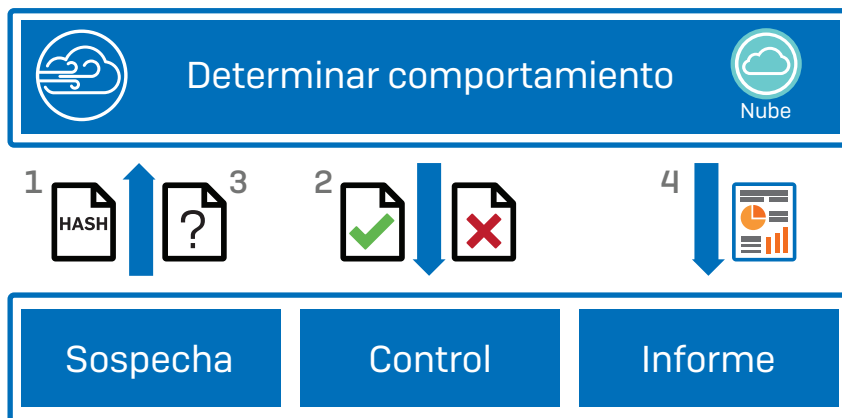 Determinar comportamiento
Nube
1
HASH
?
3
2
4
Sospecha
Control
Informe